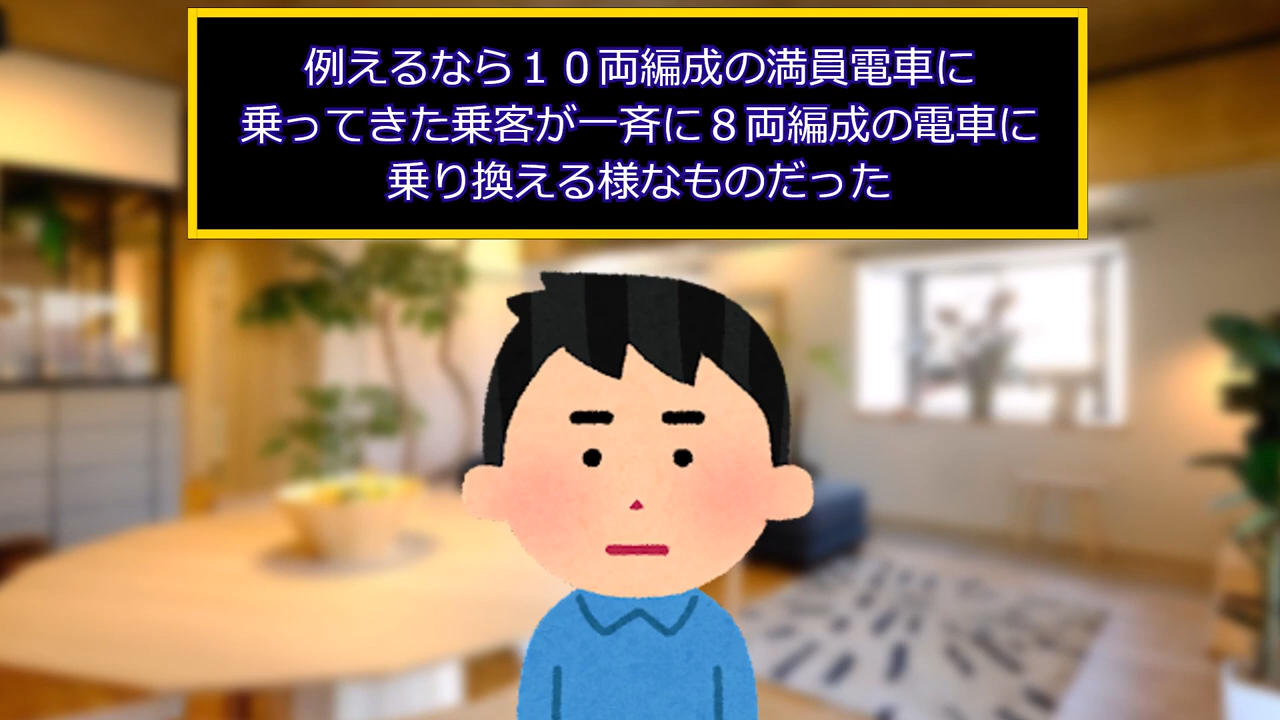 例えるなら１０両編成の満員電車に
乗ってきた乗客が一斉に８両編成の電車に
乗り換える様なものだった